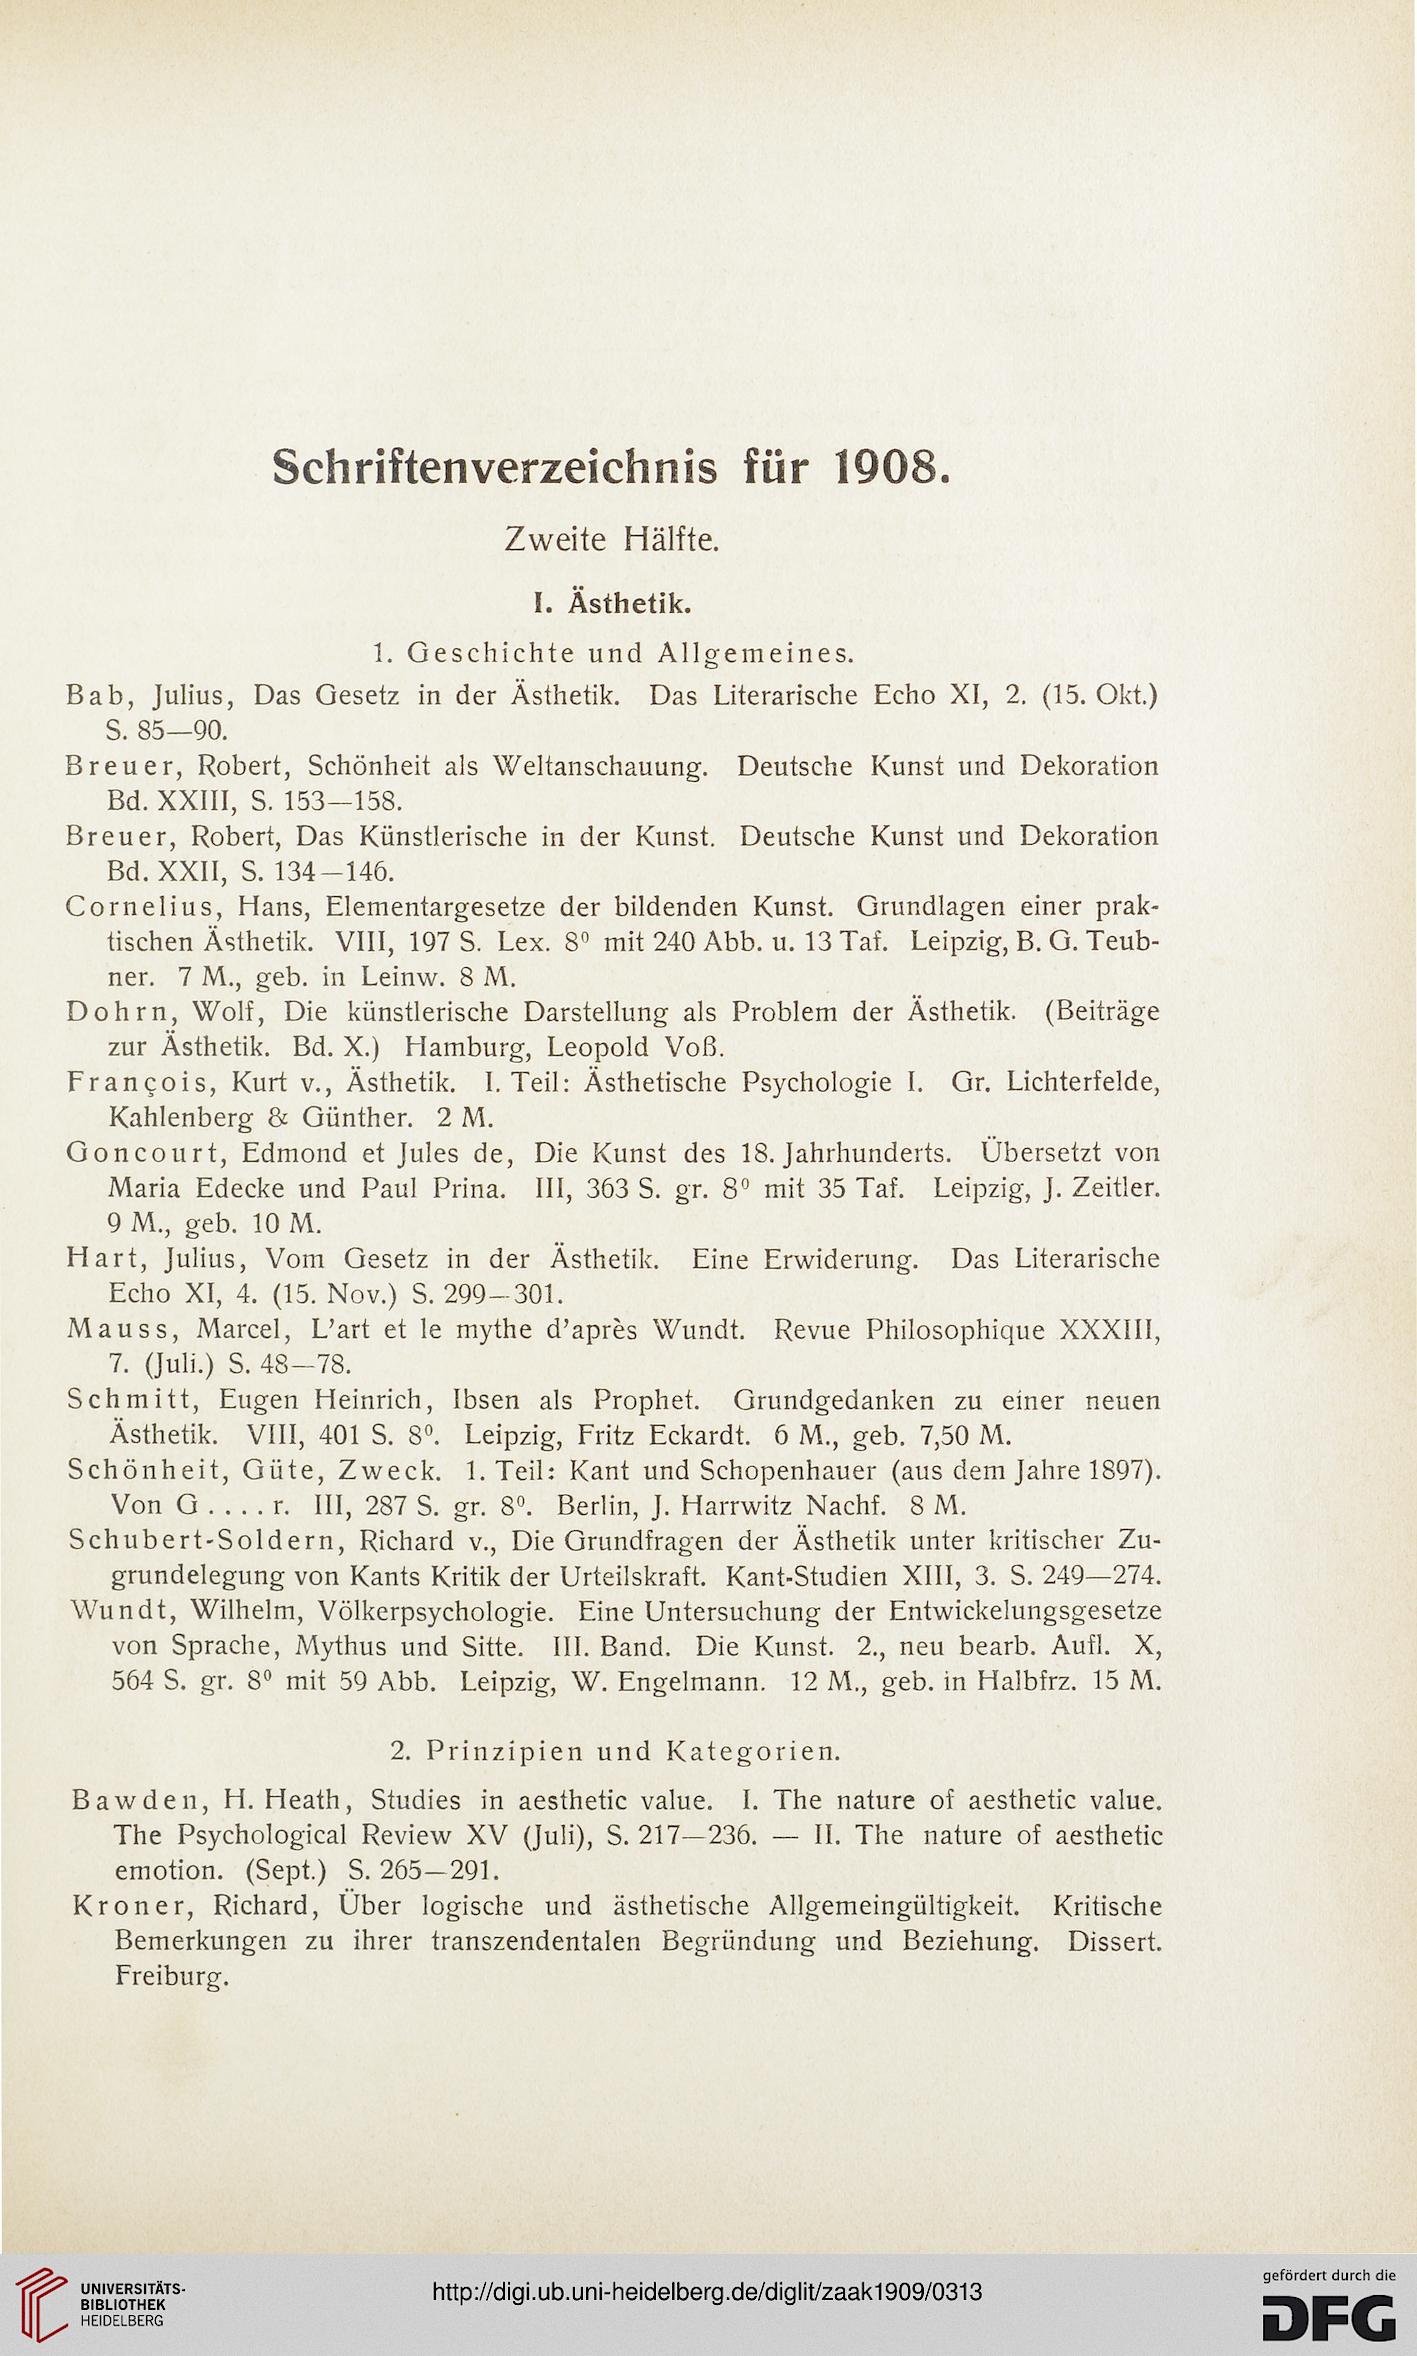 Schriftenverzeichnis für 1908.
Zweite Hälfte.
I. Ästhetik.
1. Geschichte und Allgemeines.
Bab, Julius, Das Gesetz in der Ästhetik. Das Literarische Echo XI, 2. (15. Okt.)
S. 85—90.
Breuer, Robert, Schönheit als Weltanschauung. Deutsche Kunst und Dekoration
Bd. XXIII, S. 153—158.
Breuer, Robert, Das Künstlerische in der Kunst. Deutsche Kunst und Dekoration
Bd. XXII, S. 134—146.
Cornelius, Hans, Elementargesetze der bildenden Kunst. Grundlagen einer prak-
tischen Ästhetik. VIII, 197 S. Lex. 8⁰ mit 240 Abb. u. 13 Taf. Leipzig, B. G. Teub-
ner. 7 M., geb. in Leinw. 8 M.
Dohrn, Wolf, Die künstlerische Darstellung als Problem der Ästhetik. (Beiträge
zur Ästhetik. Bd. X.) Hamburg, Leopold Voß.
François, Kurt v., Ästhetik. I. Teil: Ästhetische Psychologie I. Gr. Lichterfelde,
Kahlenberg & Günther. 2 M.
Goncourt, Edmond et Jules de, Die Kunst des 18. Jahrhunderts. Übersetzt von
Maria Edecke und Paul Prina. III, 363 S. gr. 8⁰ mit 35 Taf. Leipzig, J. Zeitler.
9 M., geb. 10 M.
Hart, Julius, Vom Gesetz in der Ästhetik. Eine Erwiderung. Das Literarische
Echo XI, 4. (15. Nov.) S. 299—301.
Mauss, Marcel, L'art et le mythe d'après Wundt. Revue Philosophique XXXIII,
7. (Juli.) S. 48—78.
Schmitt, Eugen Heinrich, Ibsen als Prophet. Grundgedanken zu einer neuen
Ästhetik. VIII, 401 S. 8⁰. Leipzig, Fritz Eckardt. 6 M., geb. 7,50 M.
Schönheit, Güte, Zweck. 1. Teil: Kant und Schopenhauer (aus dem Jahre 1897).
Von G . . . . r. III, 287 S. gr. 8⁰. Berlin, J. Harrwitz Nachf. 8 M.
Schubert-Soldern, Richard v., Die Grundfragen der Ästhetik unter kritischer Zu-
grundelegung von Kants Kritik der Urteilskraft. Kant-Studien XIII, 3. S. 249—274.
Wundt, Wilhelm, Völkerpsychologie. Eine Untersuchung der Entwickelungsgesetze
von Sprache, Mythus und Sitte. III. Band. Die Kunst. 2., neu bearb. Aufl. X,
564 S. gr. 8⁰ mit 59 Abb. Leipzig, W. Engelmann. 12 M., geb. in Halbfrz. 15 M.
2. Prinzipien und Kategorien.
Bawden, H. Heath, Studies in aesthetic value. I. The nature of aesthetic value.
The Psychological Review XV (Juli), S. 217—236. — II. The nature of aesthetic
emotion. (Sept.) S. 265—291.
Kroner, Richard, Über logische und ästhetische Allgemeingültigkeit. Kritische
Bemerkungen zu ihrer transzendentalen Begründung und Beziehung. Dissert.
Freiburg.
UNIVERSITÄTS-
BIBLIOTHEK
HEIDELBERG
http://digi.ub.uni-heidelberg.de/diglit/zaak1909/0313
gefördert durch die
DFG